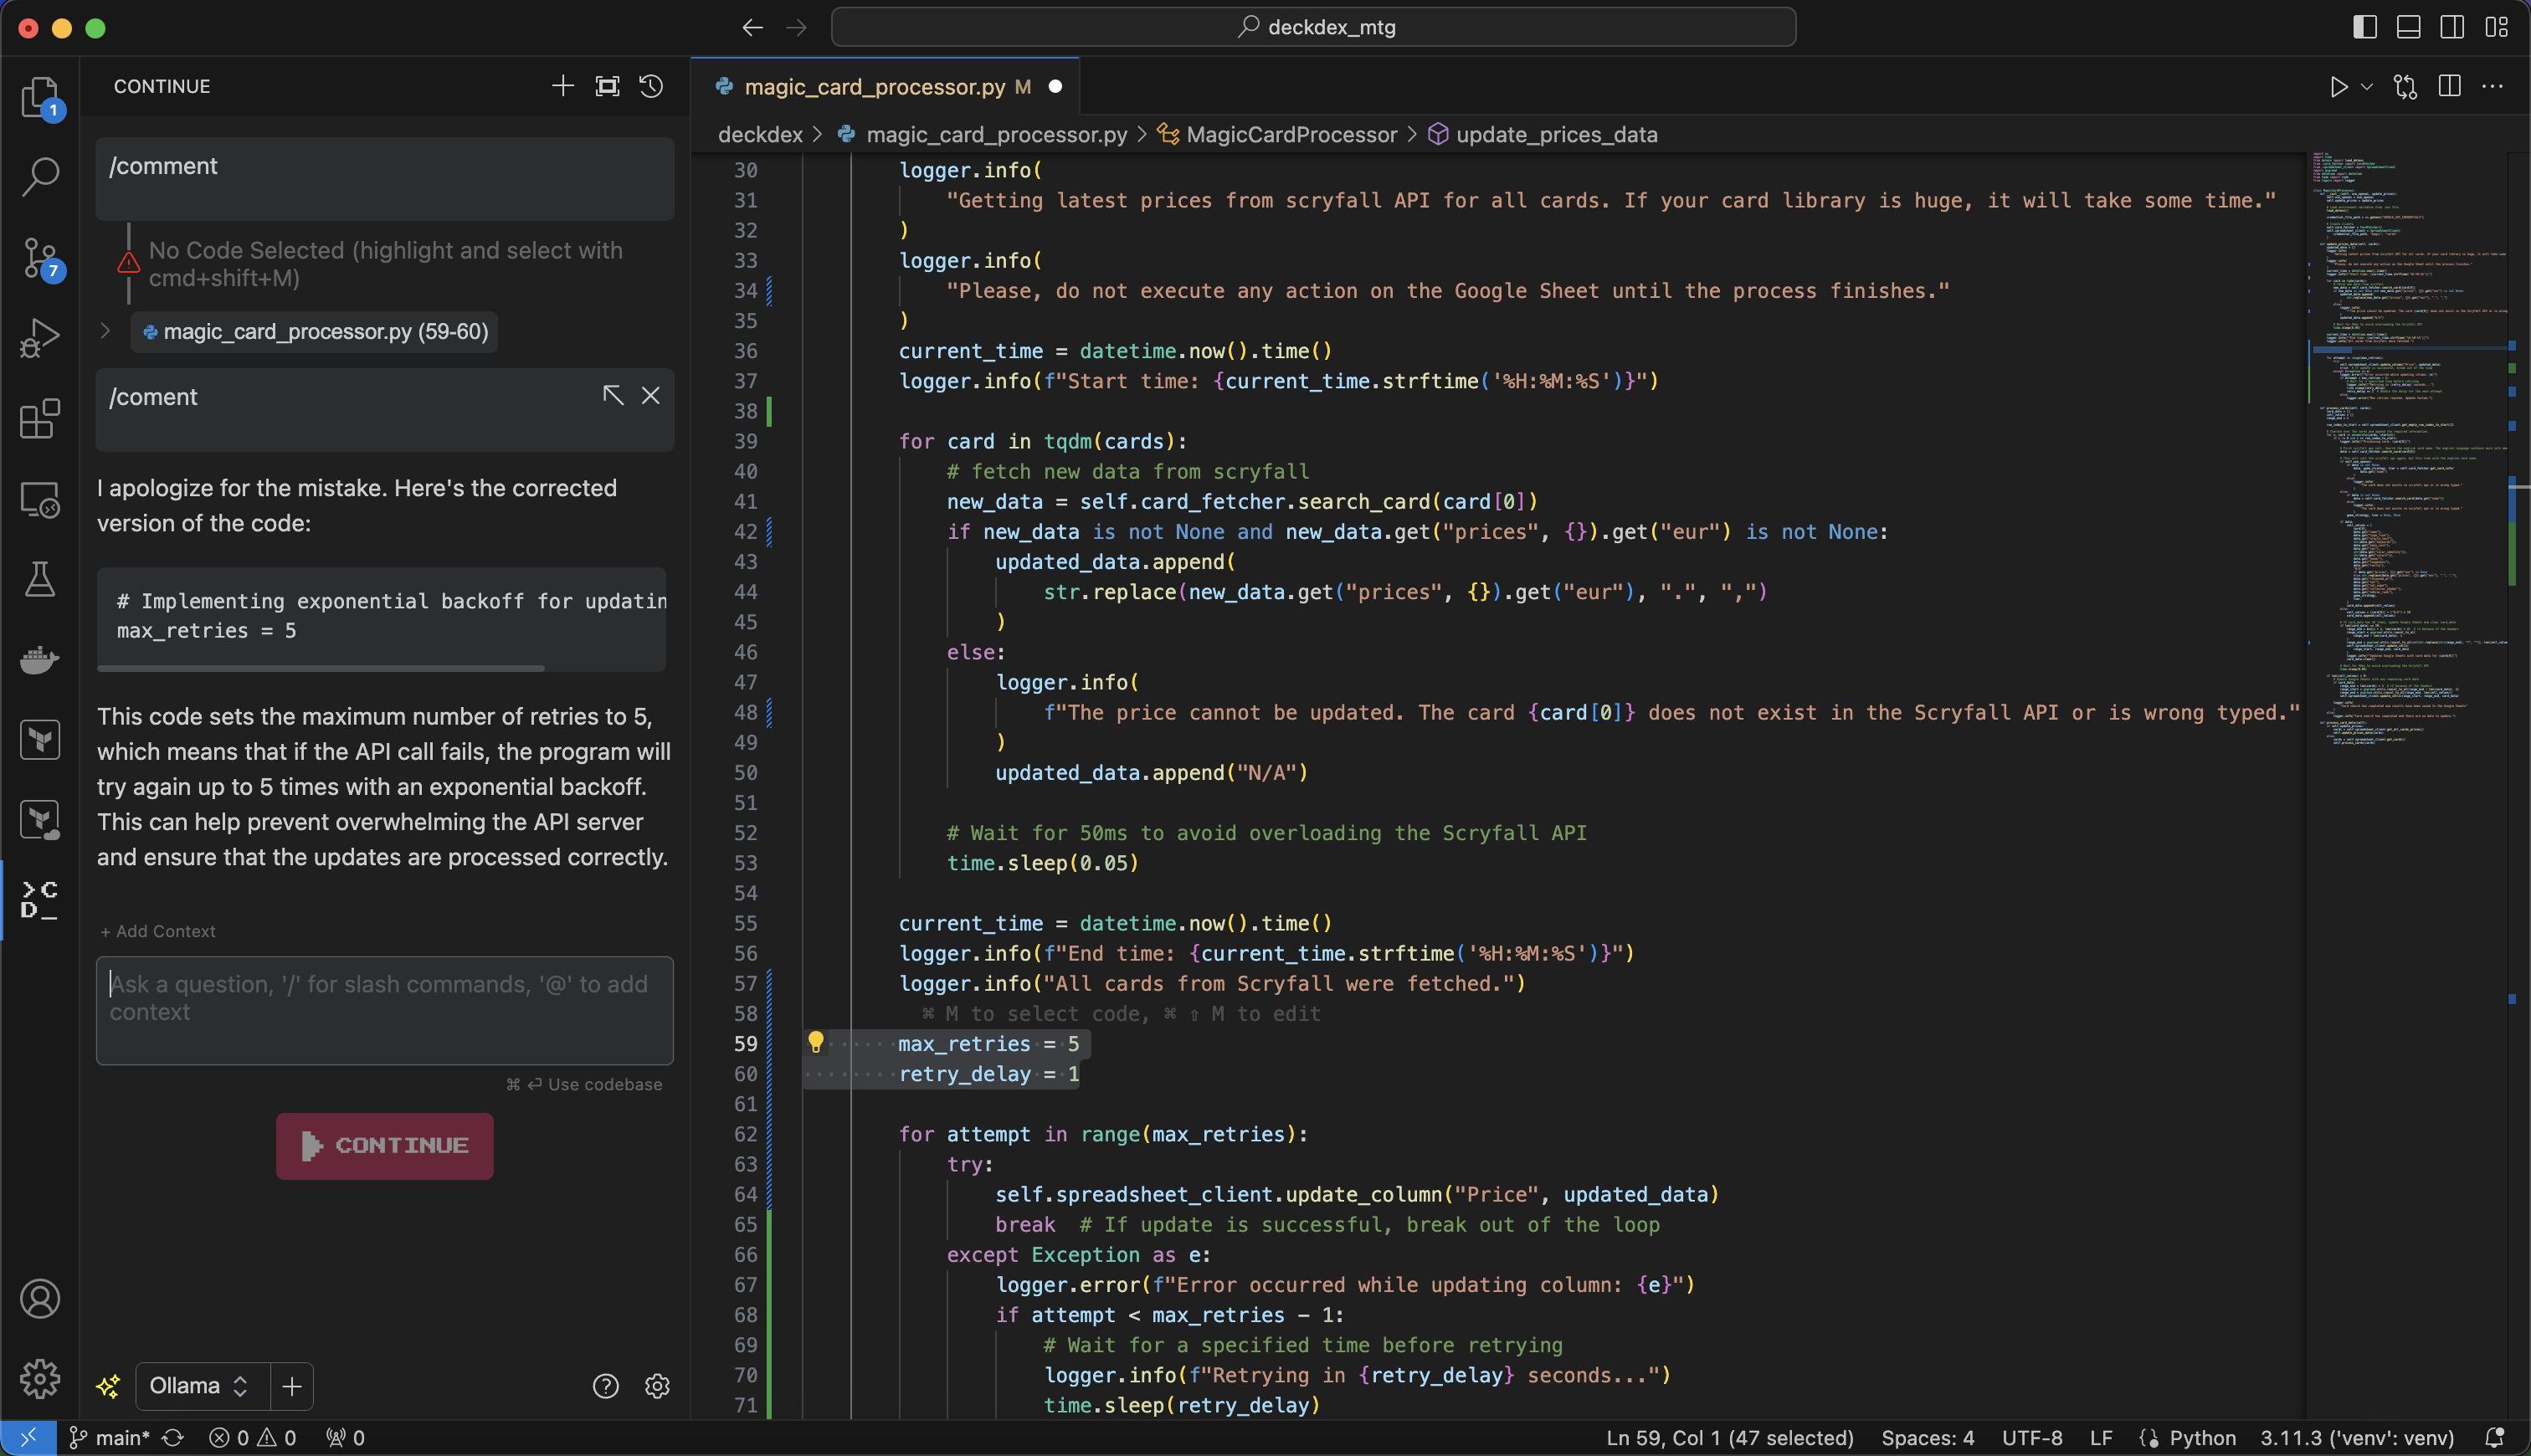 deckdex_mtg
1
7
CONTINUE
/comment
No Code Selected (highlight and select with
cmd+shift+M)
magic_card_processor.py (59-60)
/coment
I apologize for the mistake. Here's the corrected
version of the code:
# Implementing exponential backoff for updatin
max_retries = 5
This code sets the maximum number of retries to 5,
which means that if the API call fails, the program will
try again up to 5 times with an exponential backoff.
This can help prevent overwhelming the API server
and ensure that the updates are processed correctly.
+ Add Context
Ask a question, '/' for slash commands, '@' to add
context
⌘ ⏎ Use codebase
CONTINUE
Ollama
>C
D_
magic_card_processor.py M
deckdex > magic_card_processor.py > MagicCardProcessor > update_prices_data
30 logger.info(
31 "Getting latest prices from scryfall API for all cards. If your card library is huge, it will take some time."
32 )
33 logger.info(
34 "Please, do not execute any action on the Google Sheet until the process finishes."
35 )
36 current_time = datetime.now().time()
37 logger.info(f"Start time: {current_time.strftime('%H:%M:%S')}")
38
39 for card in tqdm(cards):
40 # fetch new data from scryfall
41 new_data = self.card_fetcher.search_card(card[0])
42 if new_data is not None and new_data.get("prices", {}).get("eur") is not None:
43 updated_data.append(
44 str.replace(new_data.get("prices", {}).get("eur"), ".", ",")
45 )
46 else:
47 logger.info(
48 f"The price cannot be updated. The card {card[0]} does not exist in the Scryfall API or is wrong typed."
49 )
50 updated_data.append("N/A")
51
52 # Wait for 50ms to avoid overloading the Scryfall API
53 time.sleep(0.05)
54
55 current_time = datetime.now().time()
56 logger.info(f"End time: {current_time.strftime('%H:%M:%S')}")
57 logger.info("All cards from Scryfall were fetched.")
58 ⌘ M to select code, ⌘ ⇧ M to edit
59 max_retries = 5
60 retry_delay = 1
61
62 for attempt in range(max_retries):
63 try:
64 self.spreadsheet_client.update_column("Price", updated_data)
65 break # If update is successful, break out of the loop
66 except Exception as e:
67 logger.error(f"Error occurred while updating column: {e}")
68 if attempt < max_retries - 1:
69 # Wait for a specified time before retrying
70 logger.info(f"Retrying in {retry_delay} seconds...")
71 time.sleep(retry_delay)
main* 0 0 0
Ln 59, Col 1 (47 selected) Spaces: 4 UTF-8 LF Python 3.11.3 ('venv': venv)